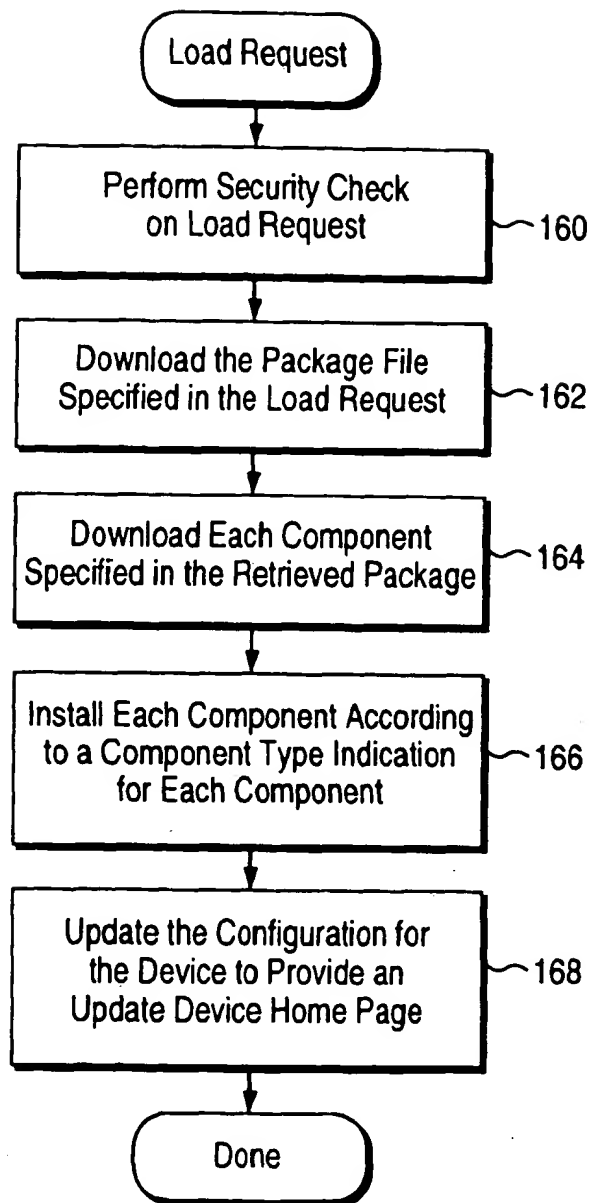 Load Request
Perform Security Check
on Load Request
160
Download the Package File
Specified in the Load Request
162
Download Each Component
Specified in the Retrieved Package
164
Install Each Component According
to a Component Type Indication
for Each Component
166
Update the Configuration for
the Device to Provide an
Update Device Home Page
168
Done